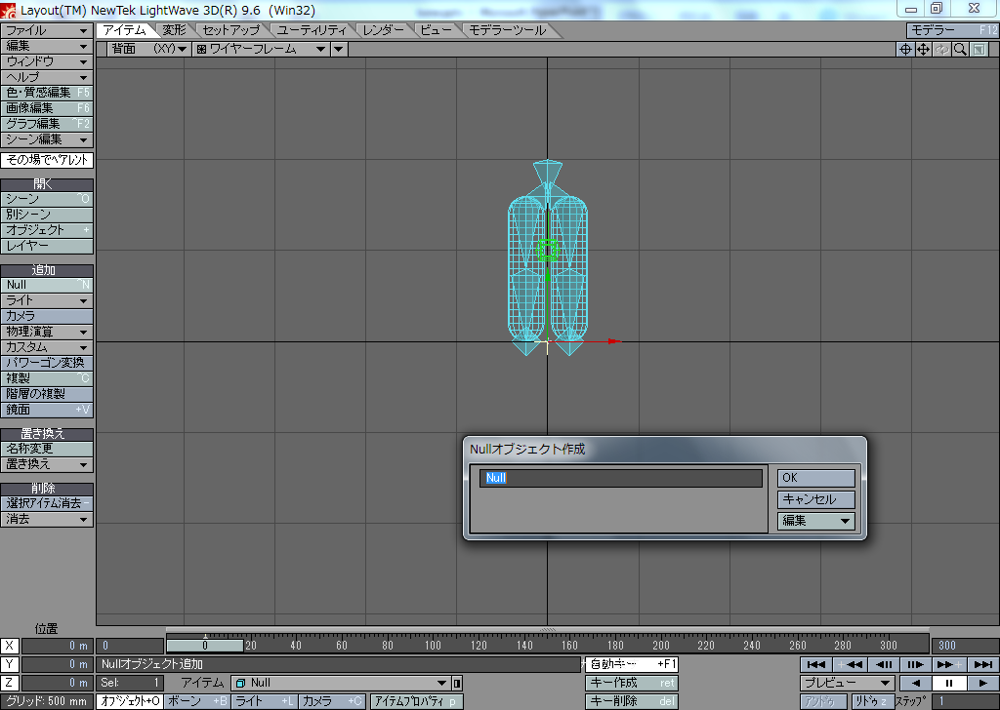 Layout(TM) NewTek LightWave 3D(R) 9.6 (Win32)
ファイル
アイテム 変形 セットアップ ユーティリティ レンダー ビュー モデラーツール
モデラー F12
編集
背面 (XY) ワイヤーフレーム
ウィンドウ
ヘルプ
色・質感編集 F5
画像編集 F6
グラフ編集 ^F2
シーン編集
その場でペアレント
開く
シーン ^O
別シーン
オブジェクト +
レイヤー
追加
Null ^N
ライト
カメラ
物理演算
カスタム
パワーゴン変換
複製 ^C
階層の複製
鏡面 +V
置き換え
名称変更
置き換え
削除
選択アイテム消去 -
消去
Nullオブジェクト作成
Null
OK
キャンセル
編集
位置
X 0 m
0 0 20 40 60 80 100 120 140 160 180 200 220 240 260 280 300 300
Y 0 m
Nullオブジェクト追加
自動キー +F1
Z 0 m
Sel: 1 アイテム Null
キー作成 ret
プレビュー
グリッド: 500 mm
オブジェクト+O ボーン +B ライト +L カメラ +C アイテムプロパティ p
キー削除 del
アンドゥ リドゥ z ステップ 1